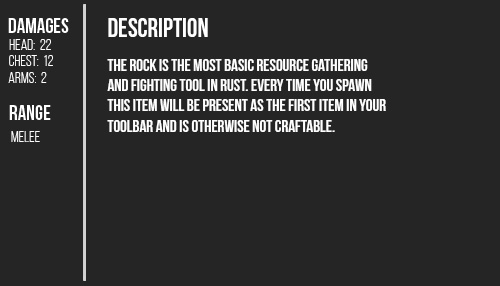 DAMAGES
HEAD: 22
CHEST: 12
ARMS: 2
RANGE
MELEE
DESCRIPTION
THE ROCK IS THE MOST BASIC RESOURCE GATHERING
AND FIGHTING TOOL IN RUST. EVERY TIME YOU SPAWN
THIS ITEM WILL BE PRESENT AS THE FIRST ITEM IN YOUR
TOOLBAR AND IS OTHERWISE NOT CRAFTABLE.